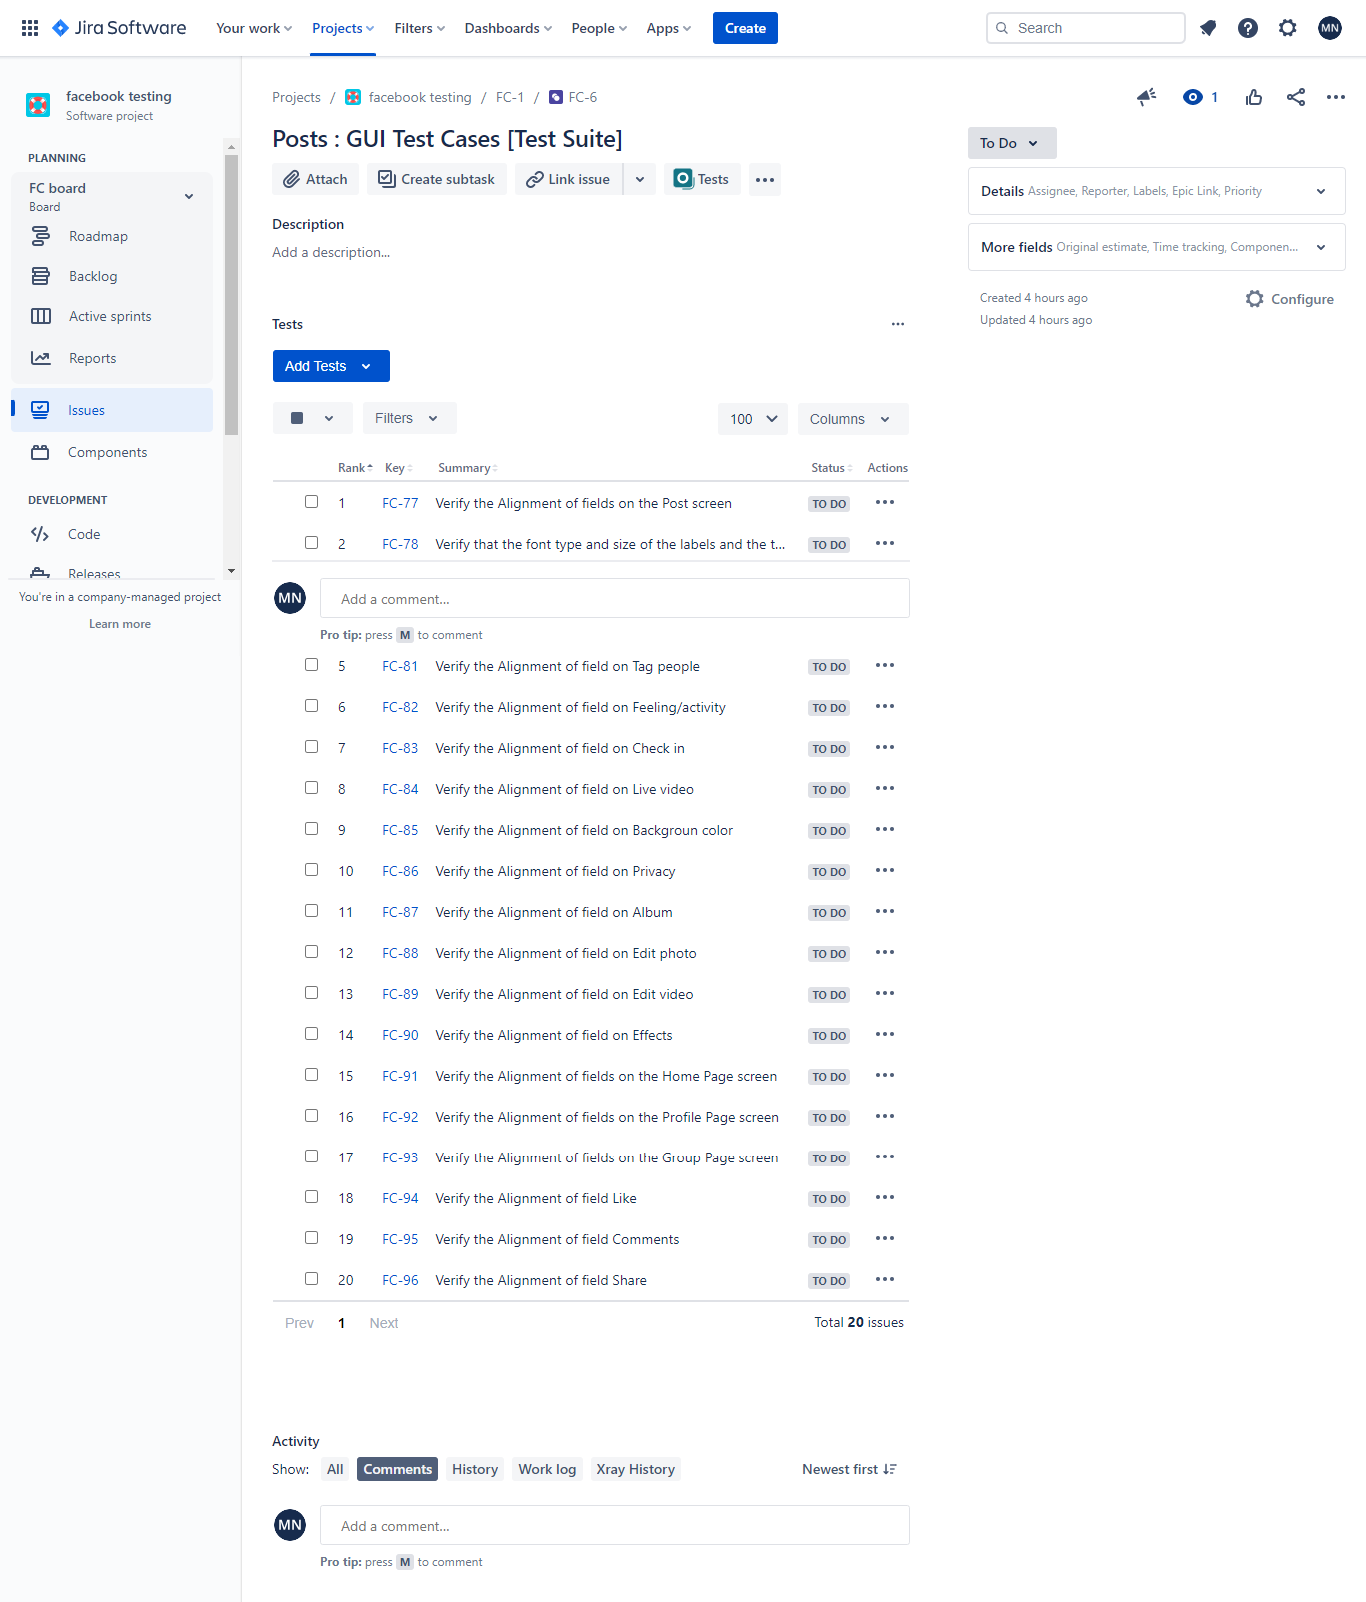 Jira Software Your work Projects Filters Dashboards People Apps Create Search MN
facebook testing
Software project
PLANNING
FC board
Board
Roadmap
Backlog
Active sprints
Reports
Issues
Components
DEVELOPMENT
Code
Releases
You're in a company-managed project
Learn more
Projects / facebook testing / FC-1 / FC-6
1
Posts : GUI Test Cases [Test Suite]
Attach Create subtask Link issue Tests
Description
Add a description...
Tests
Add Tests
Filters 100 Columns
Rank Key Summary Status Actions
1 FC-77 Verify the Alignment of fields on the Post screen TO DO
2 FC-78 Verify that the font type and size of the labels and the t... TO DO
MN Add a comment...
Pro tip: press M to comment
5 FC-81 Verify the Alignment of field on Tag people TO DO
6 FC-82 Verify the Alignment of field on Feeling/activity TO DO
7 FC-83 Verify the Alignment of field on Check in TO DO
8 FC-84 Verify the Alignment of field on Live video TO DO
9 FC-85 Verify the Alignment of field on Backgroun color TO DO
10 FC-86 Verify the Alignment of field on Privacy TO DO
11 FC-87 Verify the Alignment of field on Album TO DO
12 FC-88 Verify the Alignment of field on Edit photo TO DO
13 FC-89 Verify the Alignment of field on Edit video TO DO
14 FC-90 Verify the Alignment of field on Effects TO DO
15 FC-91 Verify the Alignment of fields on the Home Page screen TO DO
16 FC-92 Verify the Alignment of fields on the Profile Page screen TO DO
17 FC-93 Verify the Alignment of fields on the Group Page screen TO DO
18 FC-94 Verify the Alignment of field Like TO DO
19 FC-95 Verify the Alignment of field Comments TO DO
20 FC-96 Verify the Alignment of field Share TO DO
Prev 1 Next Total 20 issues
Activity
Show: All Comments History Work log Xray History Newest first
MN Add a comment...
Pro tip: press M to comment
To Do
Details Assignee, Reporter, Labels, Epic Link, Priority
More fields Original estimate, Time tracking, Componen...
Created 4 hours ago
Configure
Updated 4 hours ago